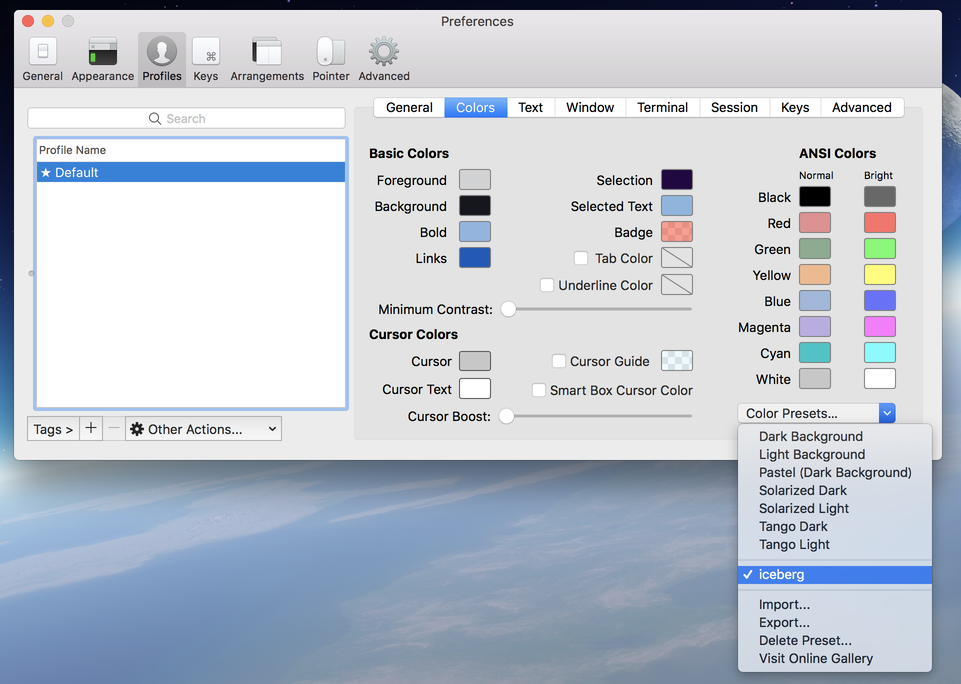 Preferences
General Appearance Profiles Keys Arrangements Pointer Advanced
General Colors Text Window Terminal Session Keys Advanced
Search
Profile Name
★ Default
Tags > + − Other Actions...
Basic Colors
Foreground
Background
Bold
Links
Selection
Selected Text
Badge
Tab Color
Underline Color
Minimum Contrast:
Cursor Colors
Cursor
Cursor Text
Cursor Guide
Smart Box Cursor Color
Cursor Boost:
ANSI Colors
Normal Bright
Black
Red
Green
Yellow
Blue
Magenta
Cyan
White
Color Presets...
Dark Background
Light Background
Pastel (Dark Background)
Solarized Dark
Solarized Light
Tango Dark
Tango Light
✓ iceberg
Import...
Export...
Delete Preset...
Visit Online Gallery